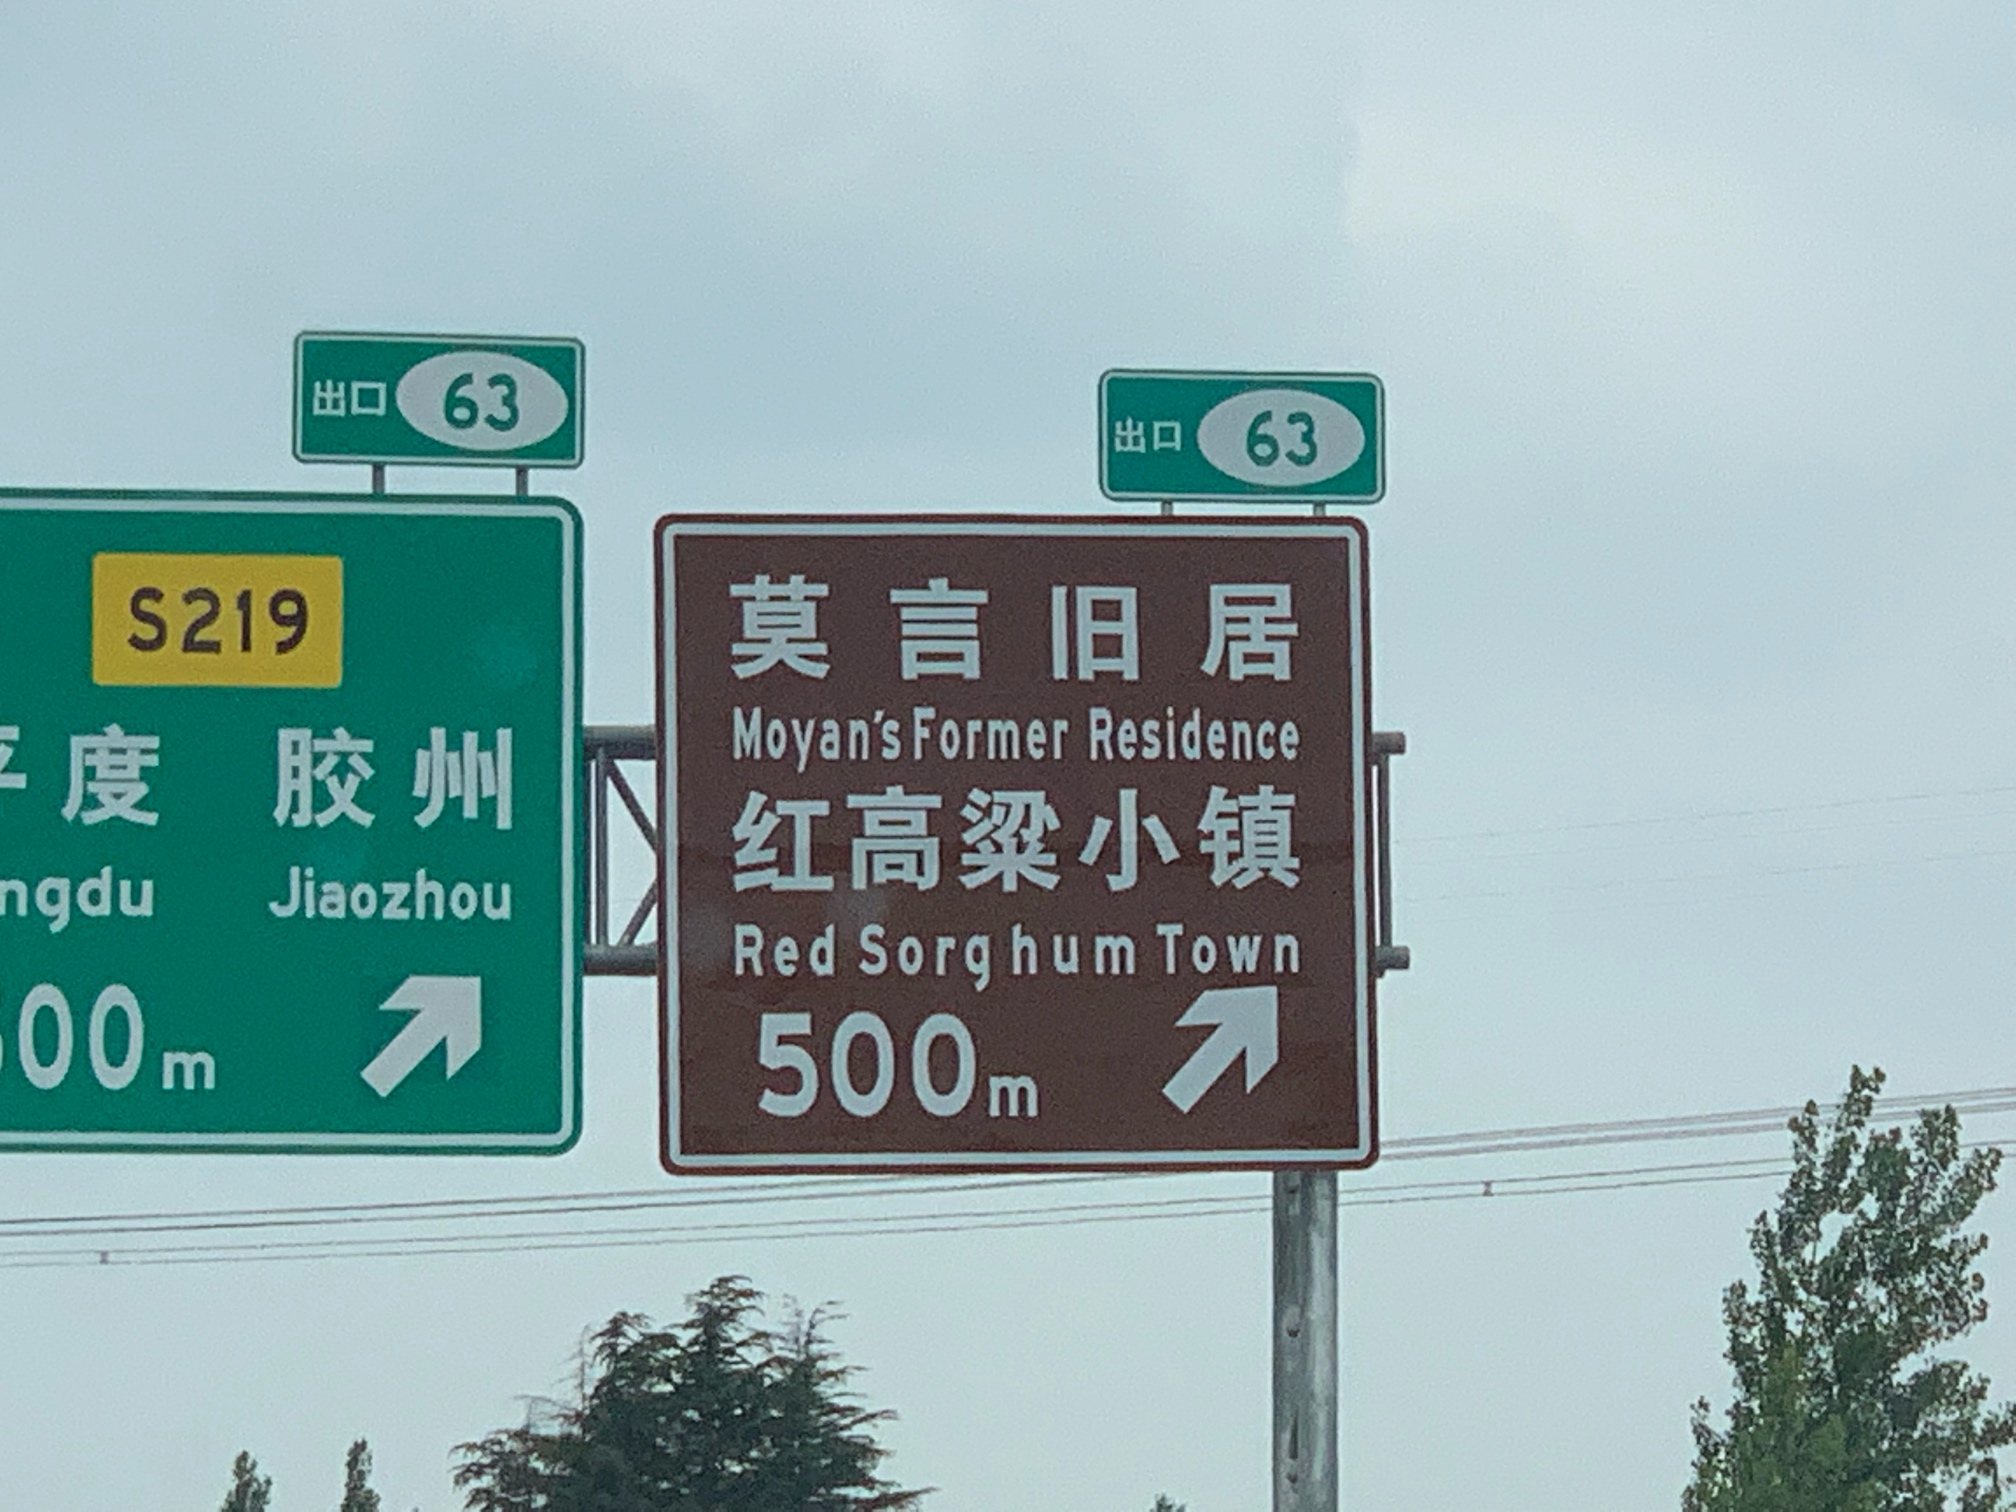 出口 63
S219
度 胶州
ngdu Jiaozhou
00m
出口 63
莫言旧居
Moyan's Former Residence
红高粱小镇
Red Sorghum Town
500m